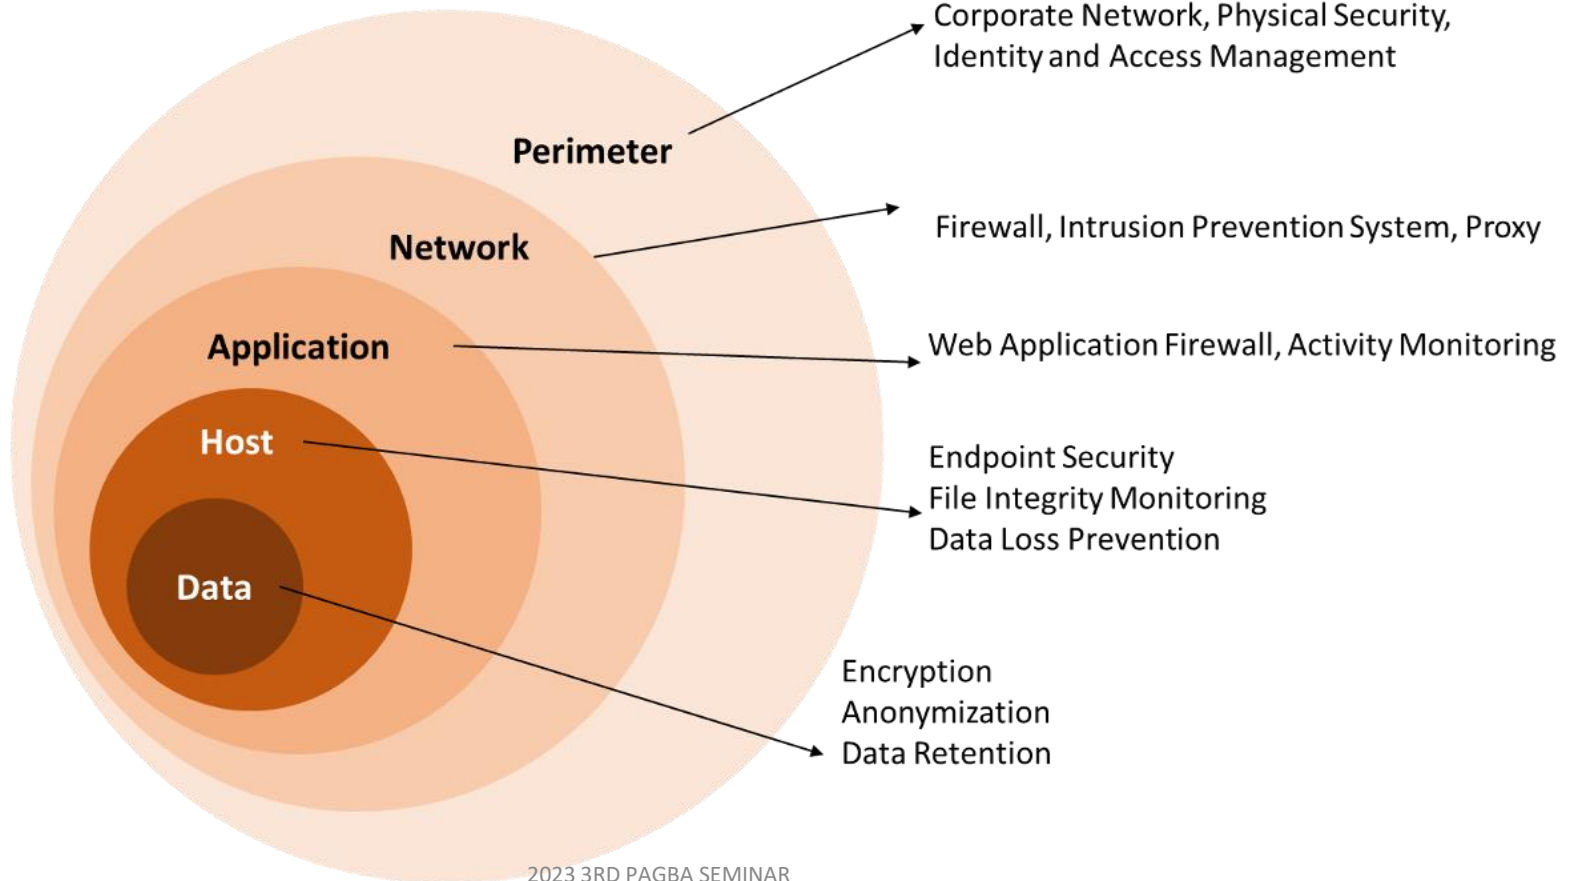 Corporate Network, Physical Security,
Identity and Access Management
Perimeter
Network
Firewall, Intrusion Prevention System, Proxy
Application
Web Application Firewall, Activity Monitoring
Host
Endpoint Security
File Integrity Monitoring
Data Loss Prevention
Data
Encryption
Anonymization
Data Retention
2023 3RD PAGBA SEMINAR